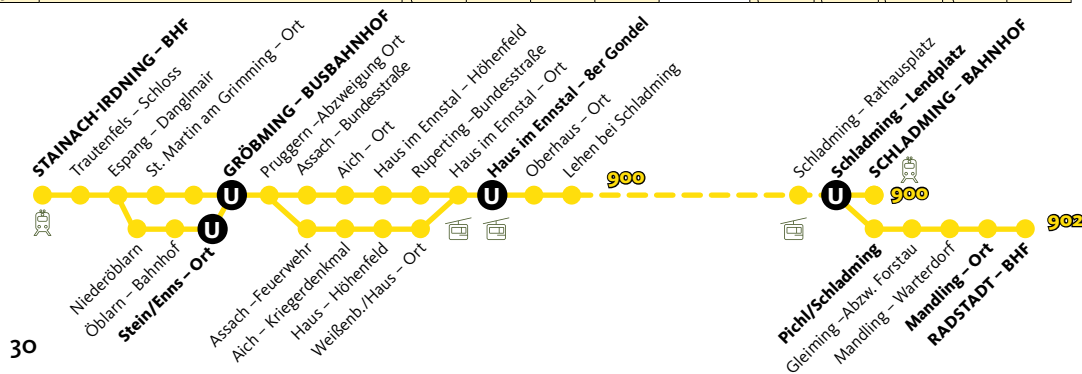 STAINACH-IRDNING – BHF
Trautenfels – Schloss
Espang – Danglmair
St. Martin am Grimming – Ort
GRÖBMING – BUSBAHNHOF
Pruggern –Abzweigung Ort
Assach – Bundesstraße
Aich – Ort
Haus im Ennstal – Höhenfeld
Ruperting –Bundesstraße
Haus im Ennstal – Ort
Haus im Ennstal – 8er Gondel
Oberhaus – Ort
Lehen bei Schladming
Schladming – Rathausplatz
Schladming – Lendplatz
SCHLADMING – BAHNHOF
U
U
U
U
900
900
902
Niederöblarn
Öblarn – Bahnhof
Stein/Enns – Ort
Assach –Feuerwehr
Aich – Kriegerdenkmal
Haus – Höhenfeld
Weißenb./Haus – Ort
Pichl/Schladming
Gleiming –Abzw. Forstau
Mandling – Warterdorf
Mandling – Ort
RADSTADT – BHF
30